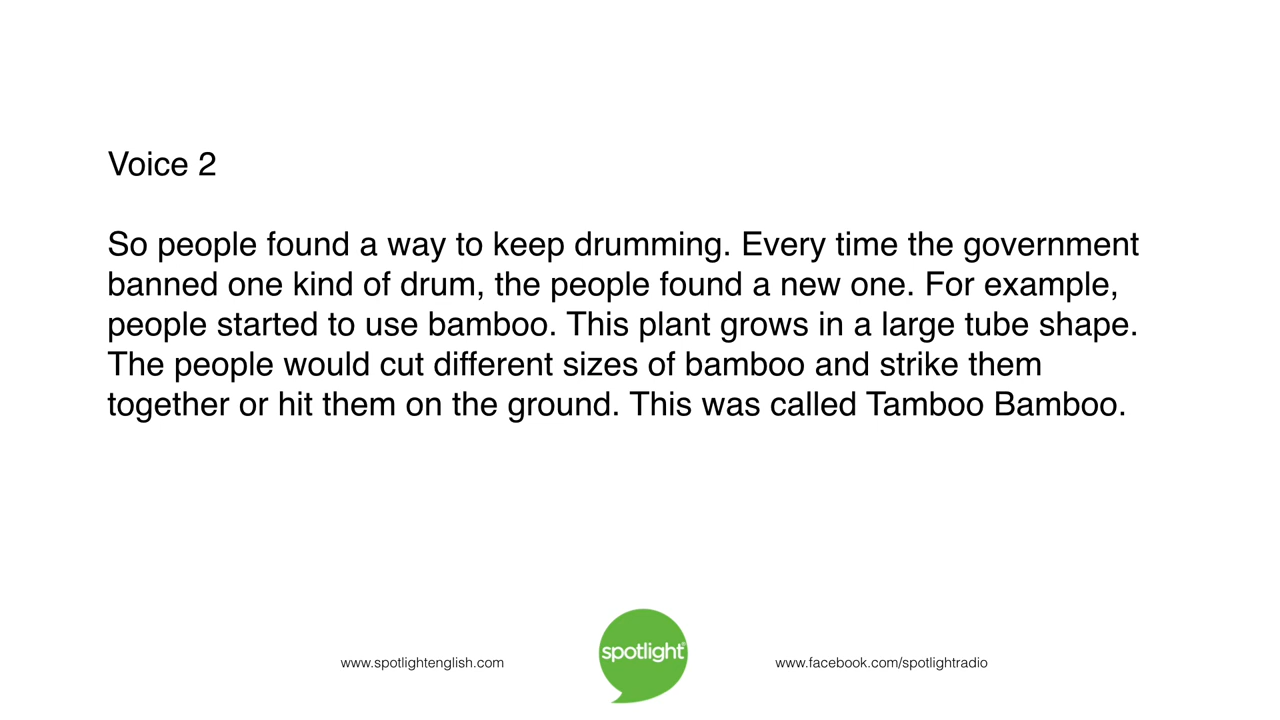 Voice 2
So people found a way to keep drumming. Every time the government
banned one kind of drum, the people found a new one. For example,
people started to use bamboo. This plant grows in a large tube shape.
The people would cut different sizes of bamboo and strike them
together or hit them on the ground. This was called Tamboo Bamboo.
www.spotlightenglish.com
spotlight®
www.facebook.com/spotlightradio